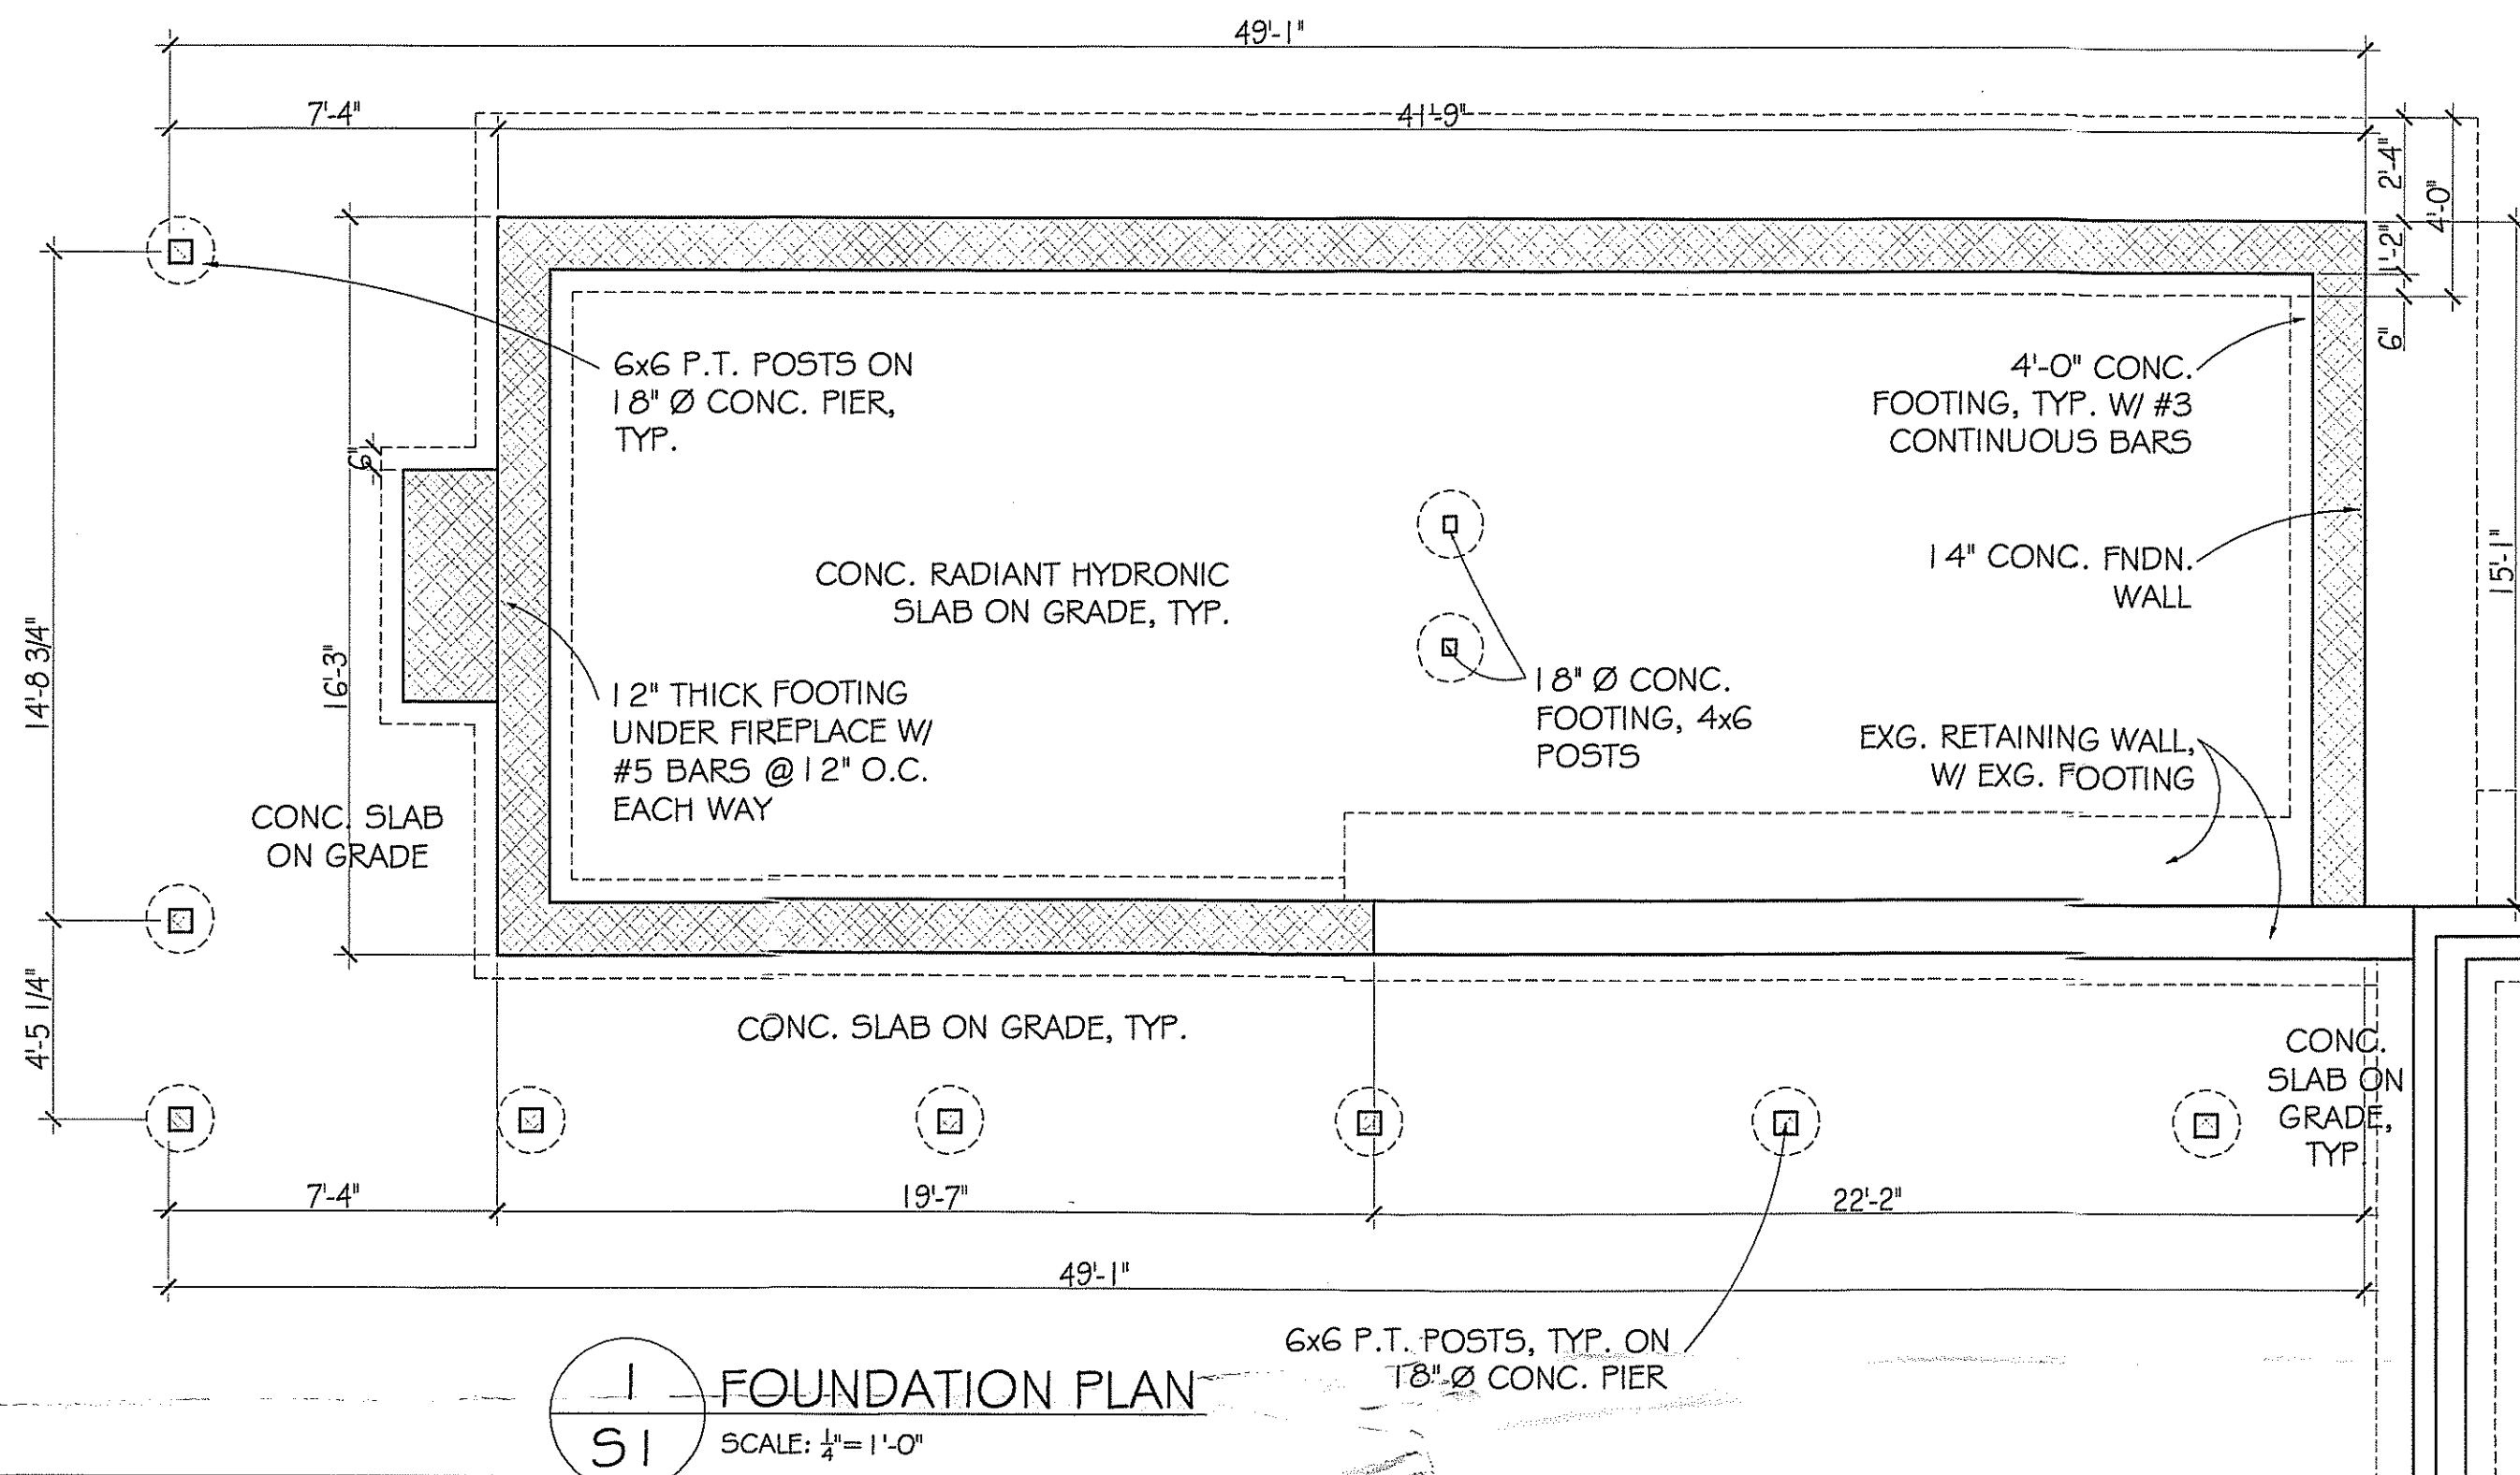 49'-1"
7'-4"
41'-9"
2'-4"
4'-0"
1'-2"
6"
6x6 P.T. POSTS ON
18" Ø CONC. PIER,
TYP.
4'-0" CONC.
FOOTING, TYP. W/ #3
CONTINUOUS BARS
6"
CONC. RADIANT HYDRONIC
SLAB ON GRADE, TYP.
14" CONC. FNDN.
WALL
15'-1"
14'-8 3/4"
16'-3"
12" THICK FOOTING
UNDER FIREPLACE W/
#5 BARS @ 12" O.C.
EACH WAY
18" Ø CONC.
FOOTING, 4x6
POSTS
EXG. RETAINING WALL,
W/ EXG. FOOTING
CONC. SLAB
ON GRADE
4'-5 1/4"
CONC. SLAB ON GRADE, TYP.
CONC.
SLAB ON
GRADE,
TYP.
7'-4"
19'-7"
22'-2"
49'-1"
6x6 P.T. POSTS, TYP. ON
18" Ø CONC. PIER
1
S1
FOUNDATION PLAN
SCALE: 1/4"=1'-0"